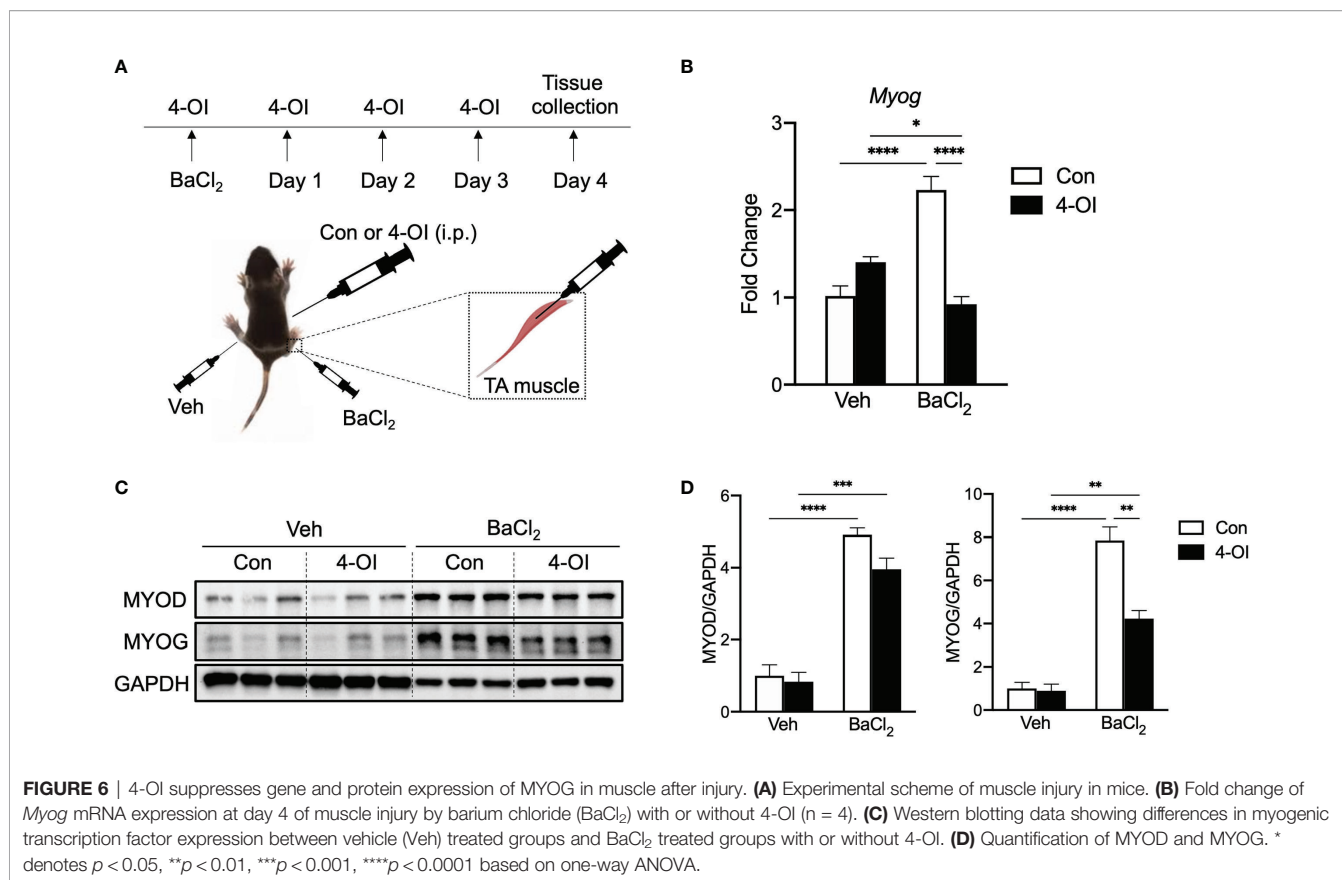 A
4-OI 4-OI 4-OI 4-OI Tissue collection
BaCl₂ Day 1 Day 2 Day 3 Day 4
Con or 4-OI (i.p.)
Veh
BaCl₂
TA muscle
B
Myog
*
**** ****
Fold Change
3
2
1
0
Veh BaCl₂
Con
4-OI
C
Veh BaCl₂
Con 4-OI Con 4-OI
MYOD
MYOG
GAPDH
D
MYOD/GAPDH
6
4
2
0
***
****
Veh BaCl₂
MYOG/GAPDH
10
8
6
4
2
0
**
**** **
Veh BaCl₂
Con
4-OI
FIGURE 6 | 4-OI suppresses gene and protein expression of MYOG in muscle after injury. (A) Experimental scheme of muscle injury in mice. (B) Fold change of
Myog mRNA expression at day 4 of muscle injury by barium chloride (BaCl₂) with or without 4-OI (n = 4). (C) Western blotting data showing differences in myogenic
transcription factor expression between vehicle (Veh) treated groups and BaCl₂ treated groups with or without 4-OI. (D) Quantification of MYOD and MYOG. *
denotes p < 0.05, **p < 0.01, ***p < 0.001, ****p < 0.0001 based on one-way ANOVA.